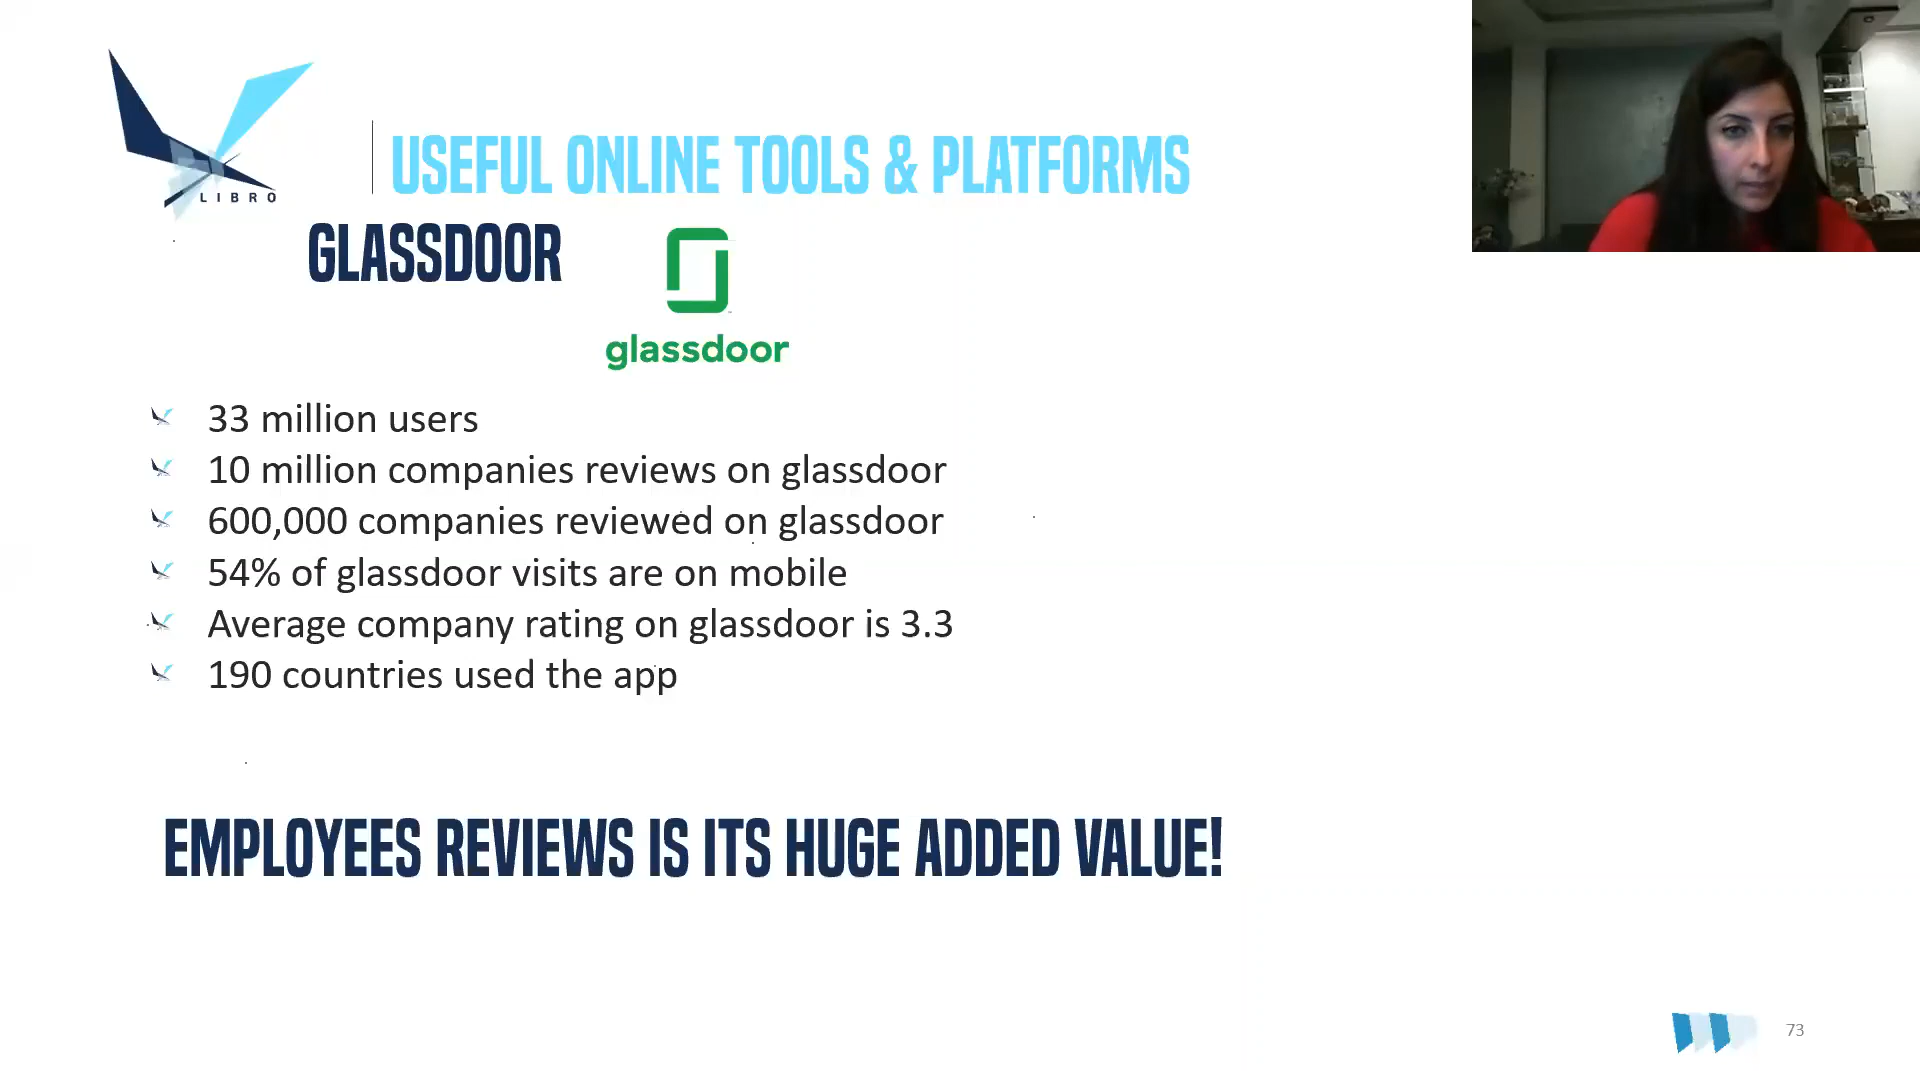 USEFUL ONLINE TOOLS & PLATFORMS
LIBRO
GLASSDOOR
glassdoor
33 million users
10 million companies reviews on glassdoor
600,000 companies reviewed on glassdoor
54% of glassdoor visits are on mobile
Average company rating on glassdoor is 3.3
190 countries used the app
EMPLOYEES REVIEWS IS ITS HUGE ADDED VALUE!
73